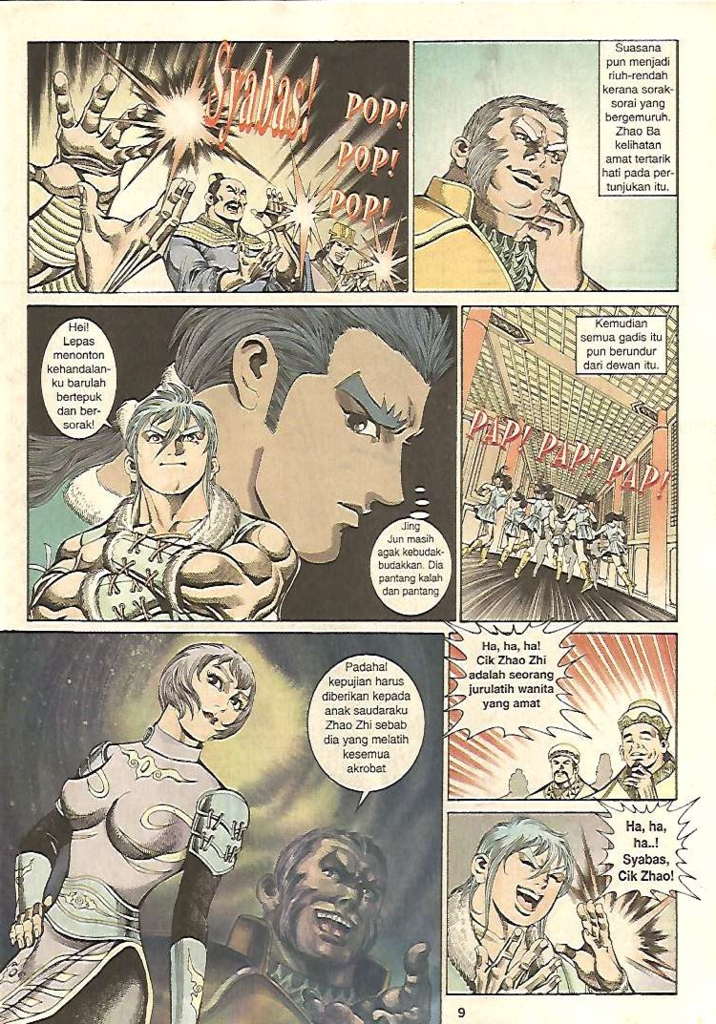 Syabas!
POP!
POP!
POP!
Suasana
pun menjadi
riuh-rendah
kerana sorak-
sorai yang
bergemuruh.
Zhao Ba
kelihatan
amat tertarik
hati pada per-
tunjukan itu.
Hei!
Lepas
menonton
kehandalan-
ku barulah
bertepuk
dan ber-
sorak!
Jing
Jun masih
agak kebudak-
budakkan. Dia
pantang kalah
dan pantang
Kemudian
semua gadis itu
pun berundur
dari dewan itu.
PAP! PAP! PAP!
Padahal
kepujian harus
diberikan kepada
anak saudaraku
Zhao Zhi sebab
dia yang melatih
kesemua
akrobat
Ha, ha, ha!
Cik Zhao Zhi
adalah seorang
jurulatih wanita
yang amat
Ha, ha,
ha..!
Syabas,
Cik Zhao!
9